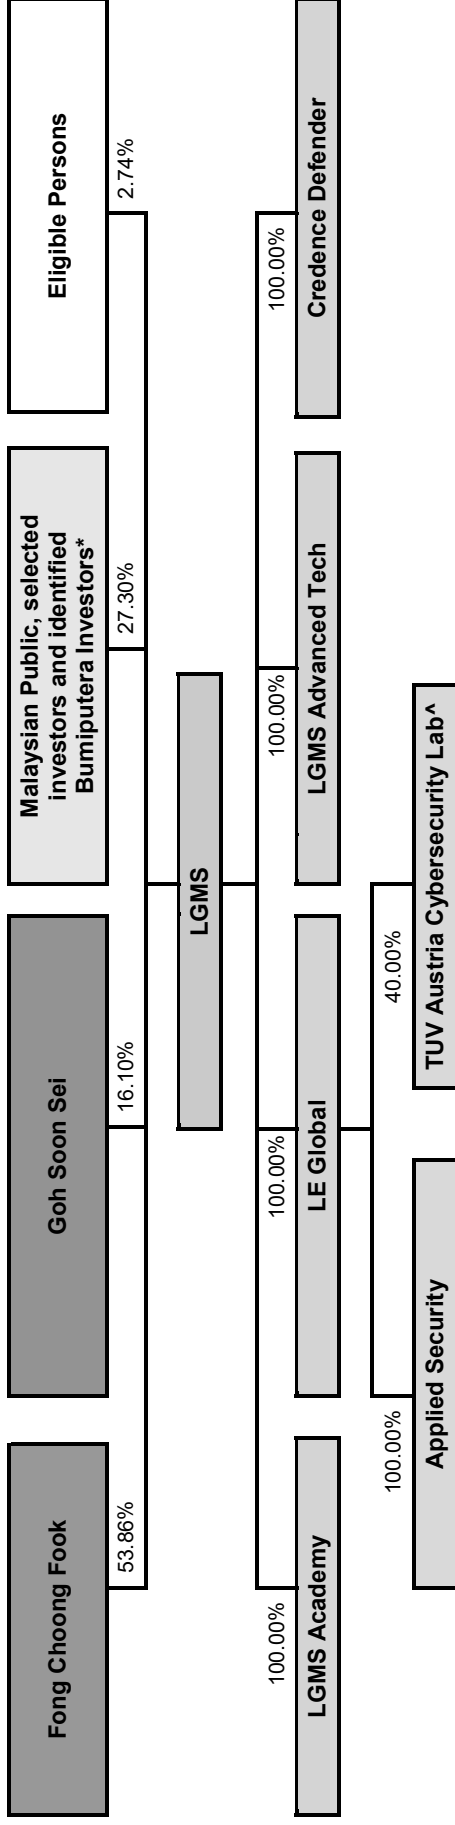 Fong Choong Fook
Goh Soon Sei
Malaysian Public, selected
investors and identified
Bumiputera Investors*
Eligible Persons
53.86%
16.10%
27.30%
2.74%
LGMS
100.00%
100.00%
100.00%
100.00%
LGMS Academy
LE Global
LGMS Advanced Tech
Credence Defender
100.00%
40.00%
Applied Security
TUV Austria Cybersecurity Lab^